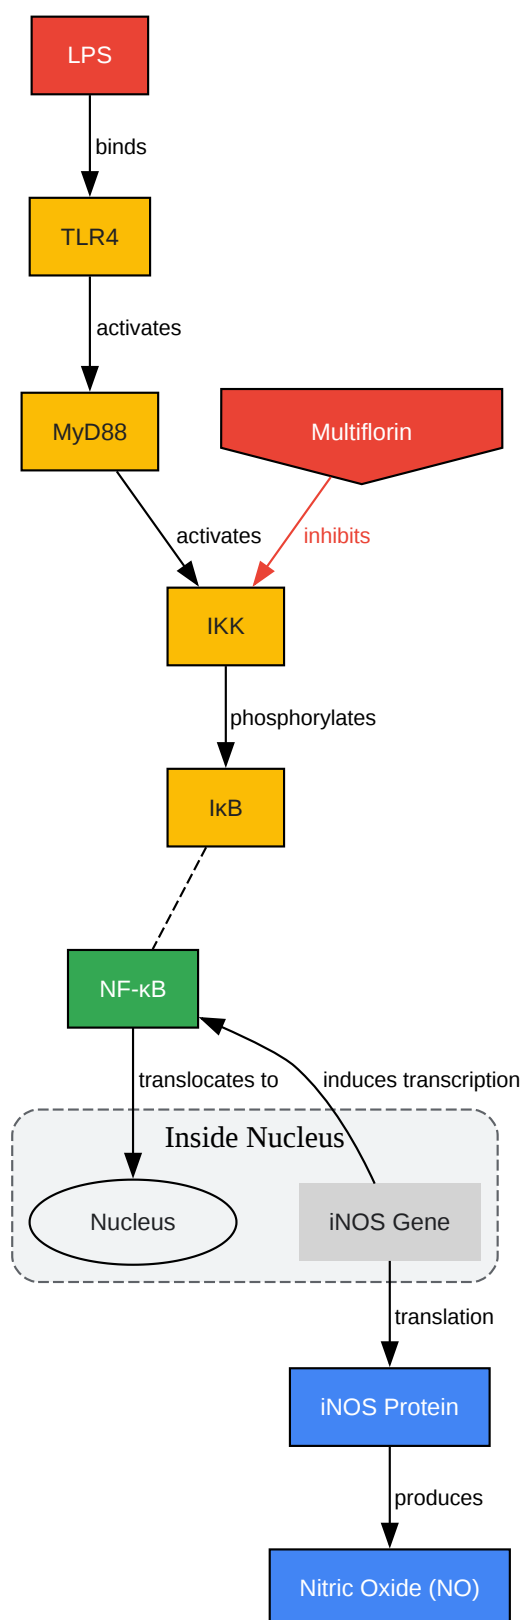 LPS
binds
TLR4
activates
MyD88
Multiflorin
activates
inhibits
IKK
phosphorylates
IκB
NF-κB
translocates to
induces transcription
Inside Nucleus
Nucleus
iNOS Gene
translation
iNOS Protein
produces
Nitric Oxide (NO)